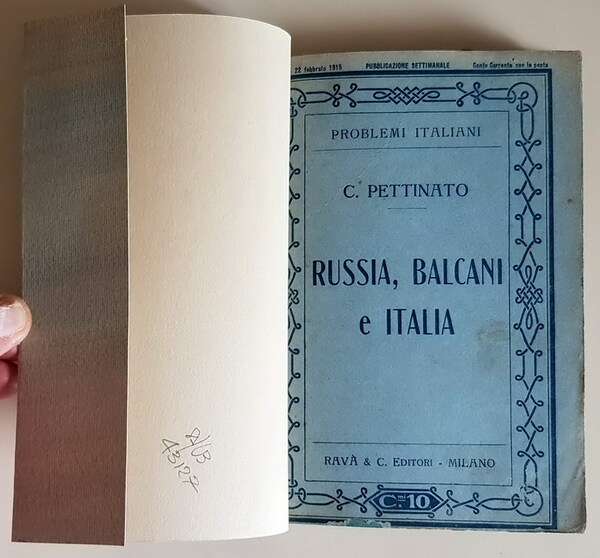 22 febbraio 1915 PUBBLICAZIONE SETTIMANALE Conto Corrente con la posta
PROBLEMI ITALIANI
C. PETTINATO
RUSSIA, BALCANI
e ITALIA
RAVÀ & C. EDITORI - MILANO
C.mi 10
43127